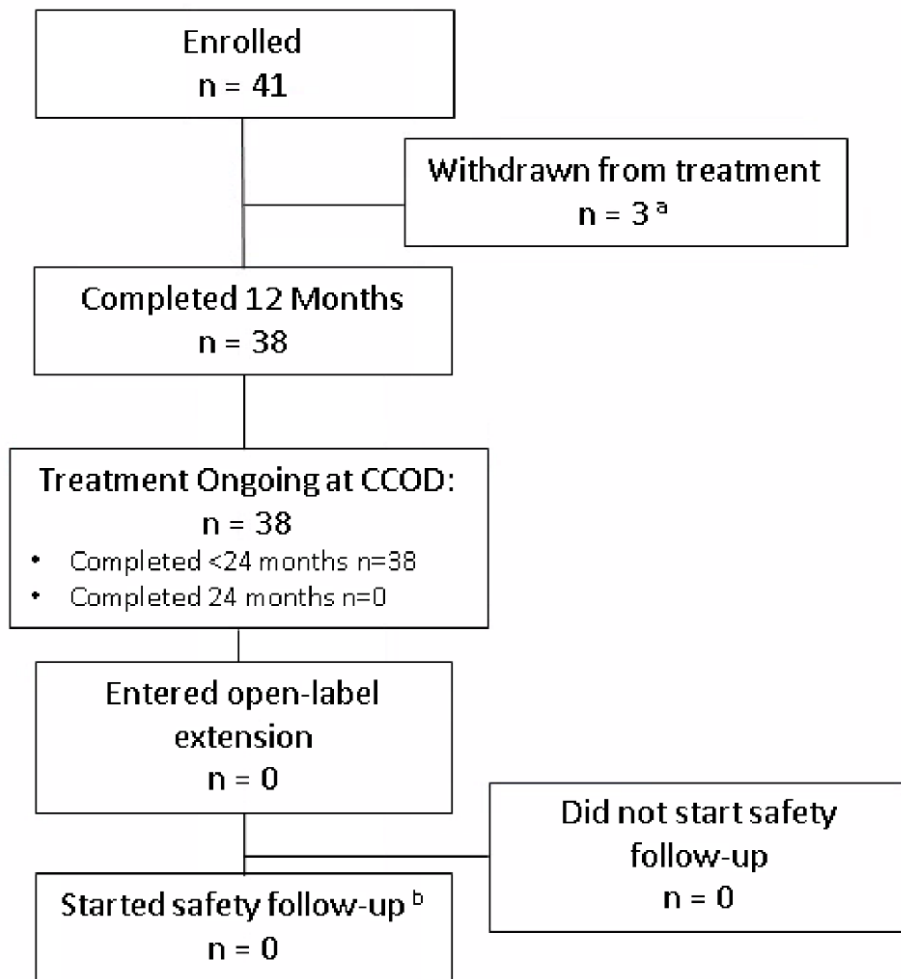 Enrolled
n = 41
Withdrawn from treatment
n = 3 a
Completed 12 Months
n = 38
Treatment Ongoing at CCOD:
n = 38
• Completed <24 months n=38
• Completed 24 months n=0
Entered open-label
extension
n = 0
Did not start safety
follow-up
n = 0
Started safety follow-up b
n = 0